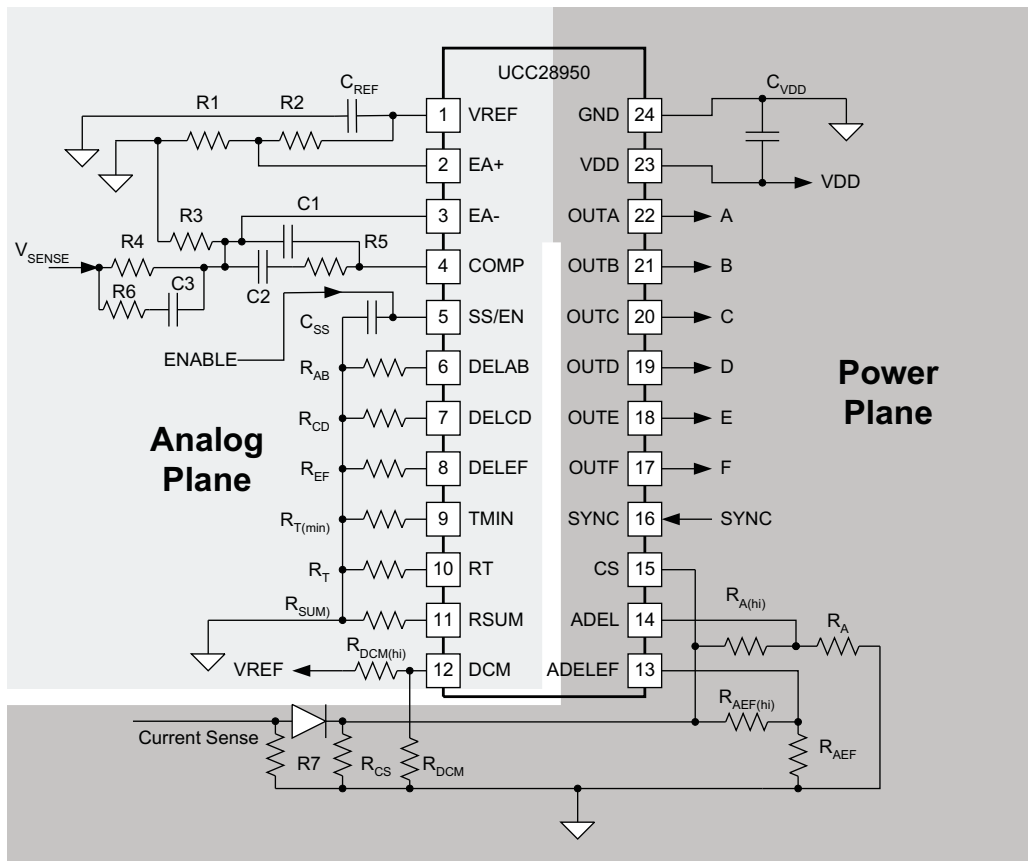 UCC28950
C_REF
R1
R2
1
VREF
2
EA+
3
EA-
4
COMP
5
SS/EN
6
DELAB
7
DELCD
8
DELEF
9
TMIN
10
RT
11
RSUM
12
DCM
GND
24
VDD
23
OUTA
22
A
OUTB
21
B
OUTC
20
C
OUTD
19
D
OUTE
18
E
OUTF
17
F
SYNC
16
SYNC
CS
15
ADEL
14
ADELEF
13
C_VDD
VDD
C1
R3
R4
R5
V_SENSE
R6
C3
C2
C_SS
ENABLE
R_AB
R_CD
R_EF
R_T(min)
R_T
R_SUM)
R_DCM(hi)
VREF
Analog
Plane
Power
Plane
R_A(hi)
R_A
R_AEF(hi)
R_AEF
Current Sense
R7
R_CS
R_DCM